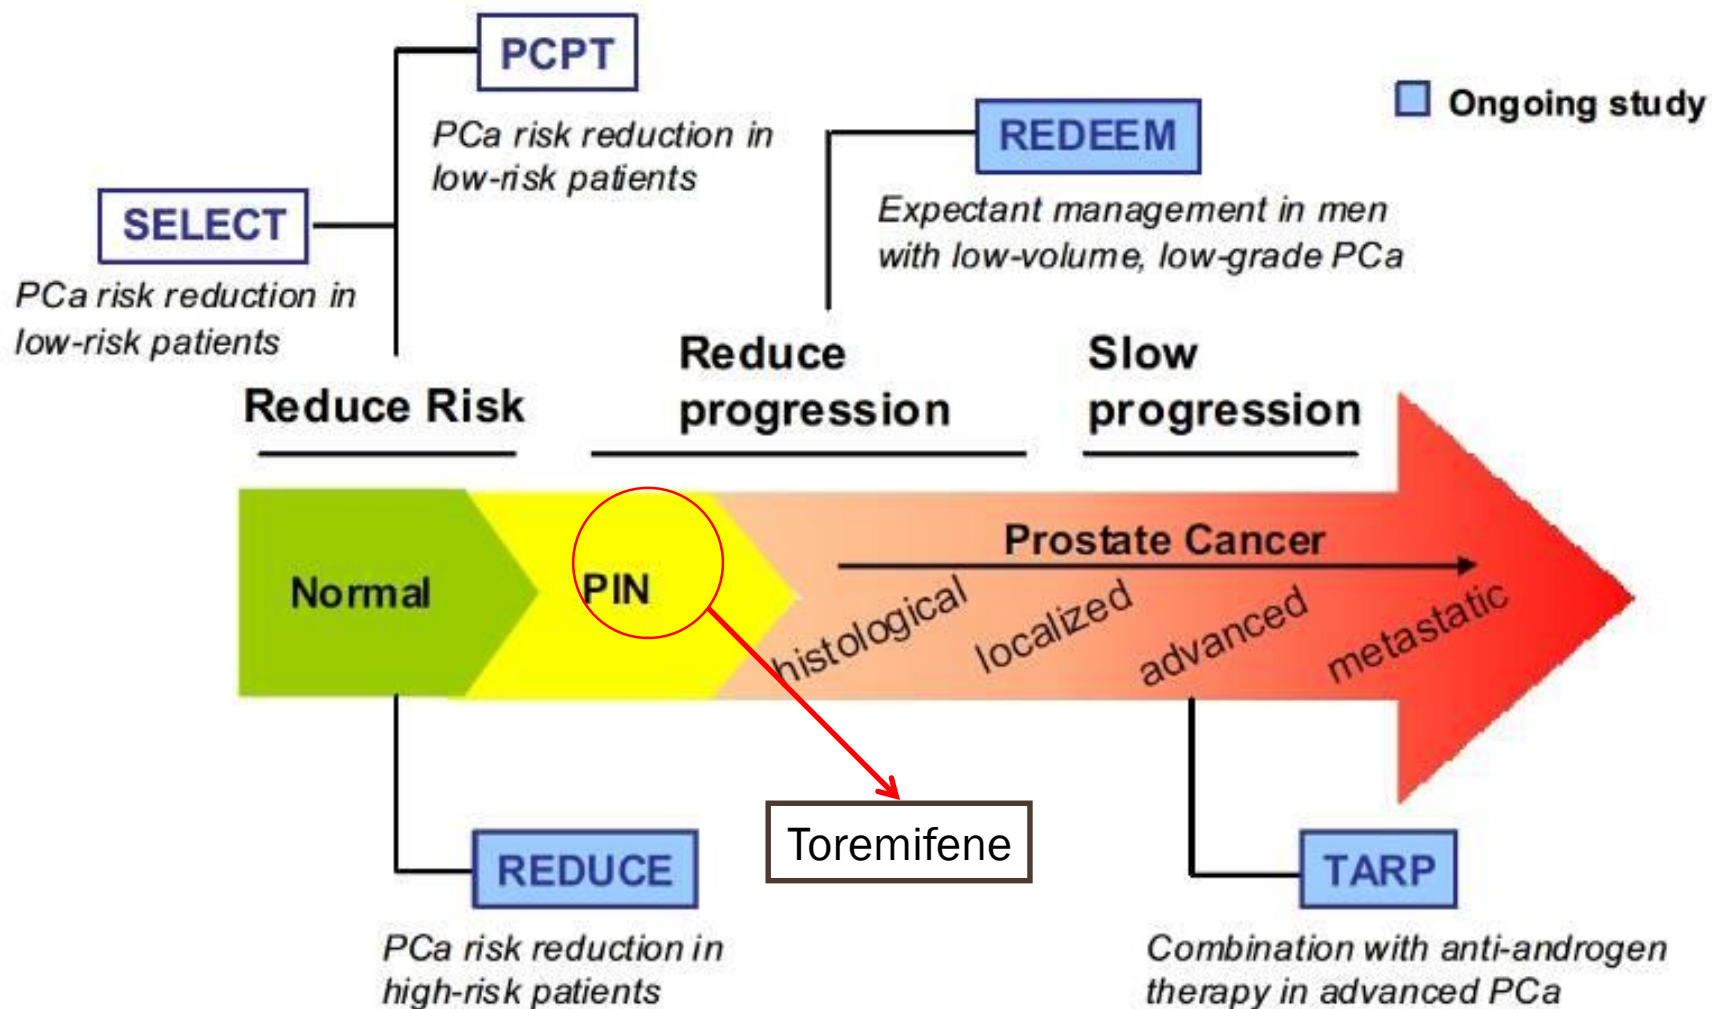 PCPT
PCa risk reduction in
low-risk patients
Ongoing study
REDEEM
Expectant management in men
with low-volume, low-grade PCa
SELECT
PCa risk reduction in
low-risk patients
Reduce Risk
Reduce
progression
Slow
progression
Normal
PIN
Prostate Cancer
histological
localized
advanced
metastatic
Toremifene
REDUCE
PCa risk reduction in
high-risk patients
TARP
Combination with anti-androgen
therapy in advanced PCa